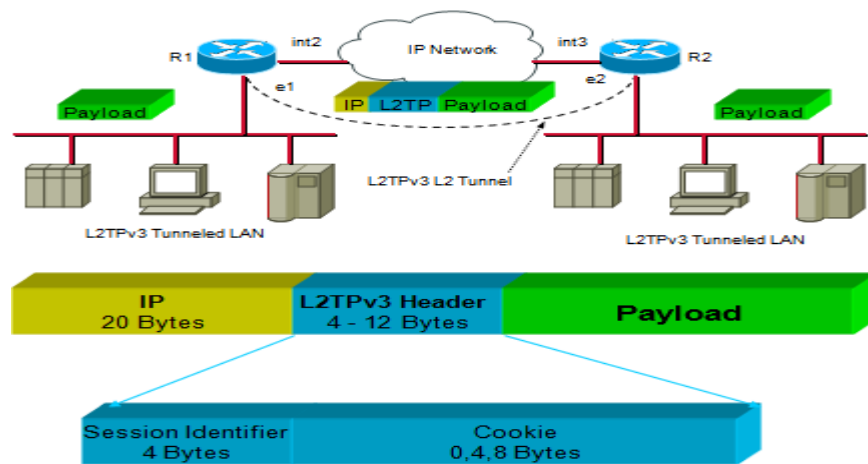 R1
int2
IP Network
int3
R2
e1
e2
Payload
IP L2TP Payload
Payload
L2TPv3 L2 Tunnel
L2TPv3 Tunneled LAN
L2TPv3 Tunneled LAN
IP
20 Bytes
L2TPv3 Header
4 - 12 Bytes
Payload
Session Identifier
4 Bytes
Cookie
0,4,8 Bytes